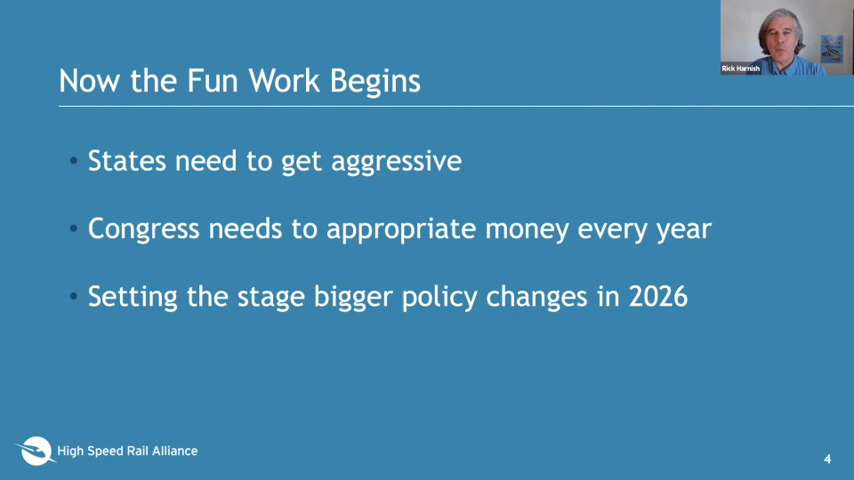 Rick Harnish
Now the Fun Work Begins
• States need to get aggressive
• Congress needs to appropriate money every year
• Setting the stage bigger policy changes in 2026
High Speed Rail Alliance
4